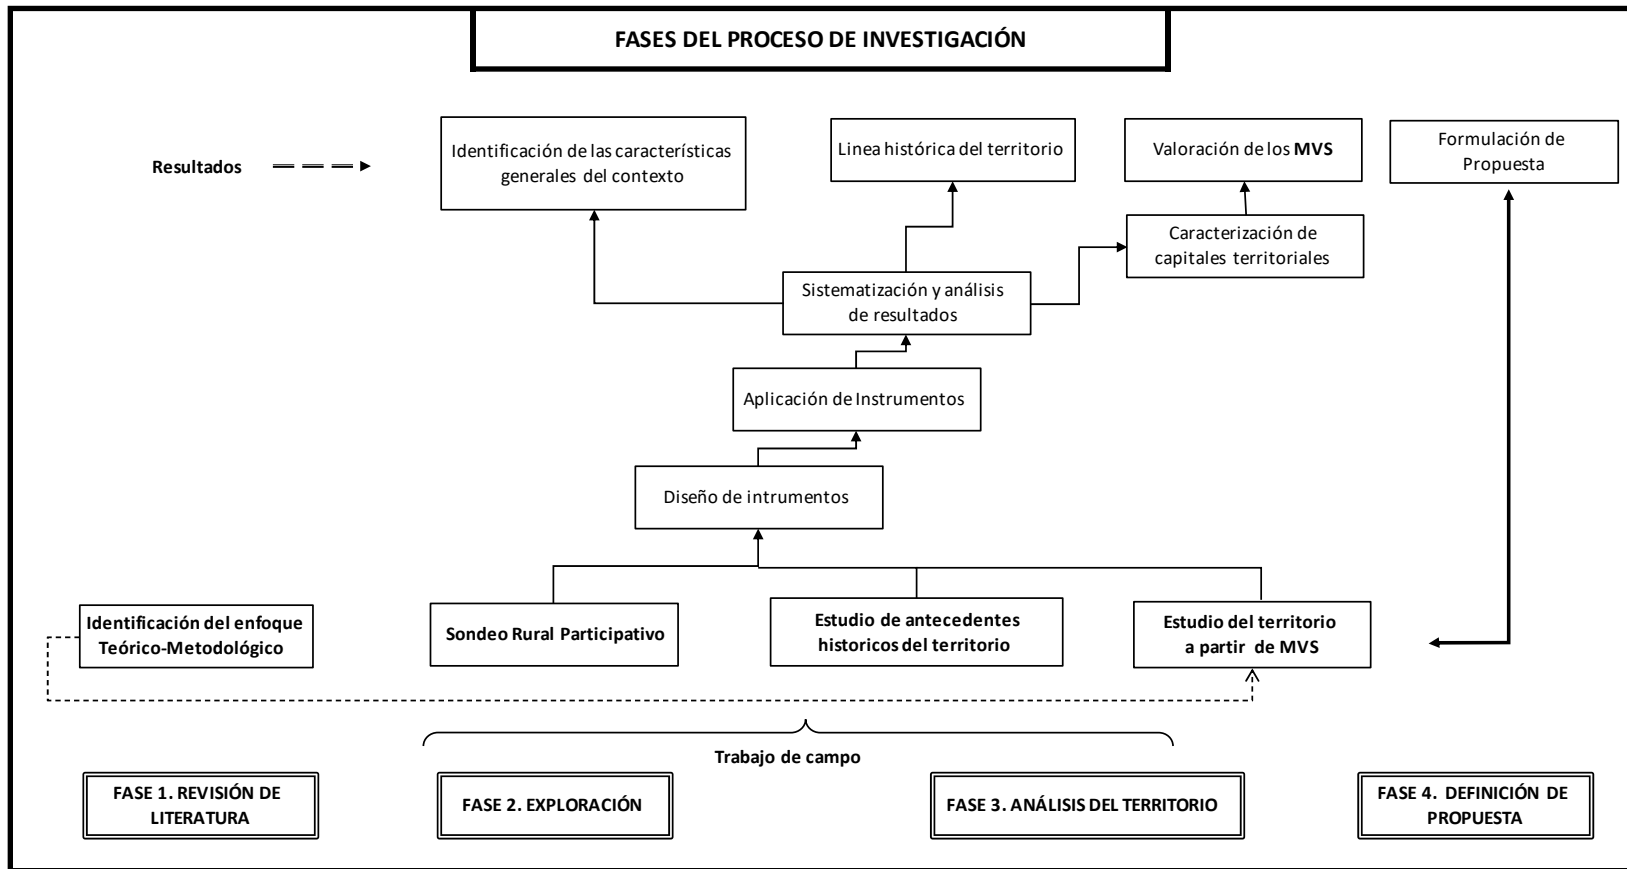 FASES DEL PROCESO DE INVESTIGACIÓN
Resultados
Identificación de las características
generales del contexto
Linea histórica del territorio
Valoración de los MVS
Formulación de
Propuesta
Caracterización de
capitales territoriales
Sistematización y análisis
de resultados
Aplicación de Instrumentos
Diseño de intrumentos
Identificación del enfoque
Teórico-Metodológico
Sondeo Rural Participativo
Estudio de antecedentes
historicos del territorio
Estudio del territorio
a partir de MVS
Trabajo de campo
FASE 1. REVISIÓN DE
LITERATURA
FASE 2. EXPLORACIÓN
FASE 3. ANÁLISIS DEL TERRITORIO
FASE 4. DEFINICIÓN DE
PROPUESTA